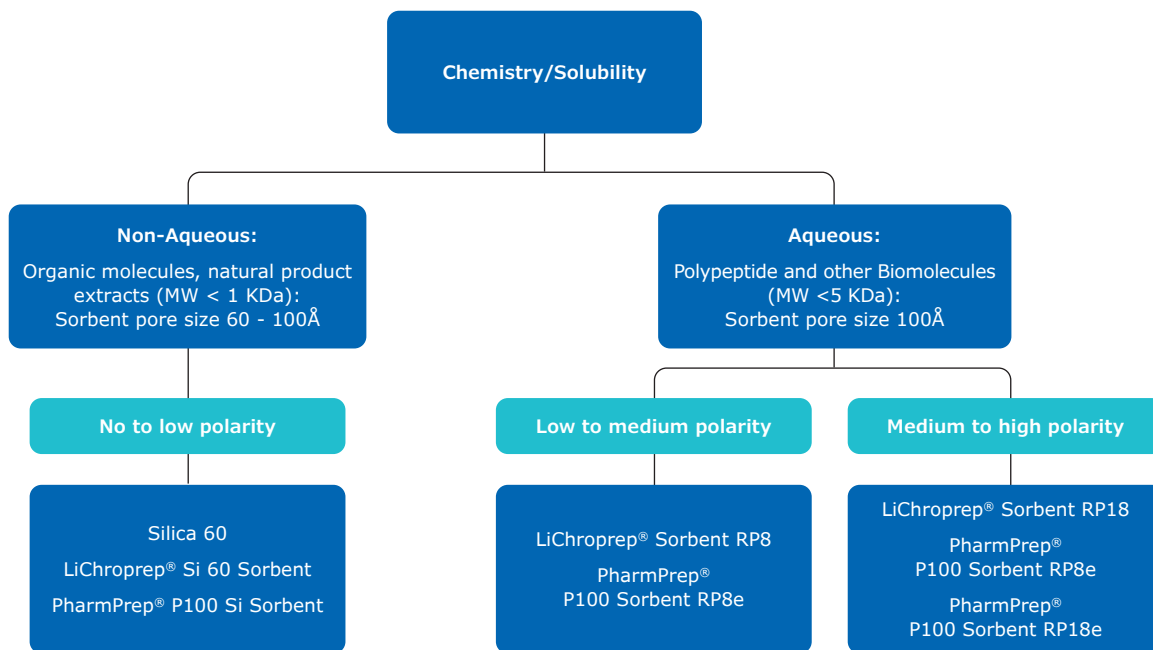 Chemistry/Solubility
Non-Aqueous:
Organic molecules, natural product
extracts (MW < 1 KDa):
Sorbent pore size 60 - 100Å
Aqueous:
Polypeptide and other Biomolecules
(MW <5 KDa):
Sorbent pore size 100Å
No to low polarity
Low to medium polarity
Medium to high polarity
Silica 60
LiChroprep® Si 60 Sorbent
PharmPrep® P100 Si Sorbent
LiChroprep® Sorbent RP8
PharmPrep®
P100 Sorbent RP8e
LiChroprep® Sorbent RP18
PharmPrep®
P100 Sorbent RP8e
PharmPrep®
P100 Sorbent RP18e